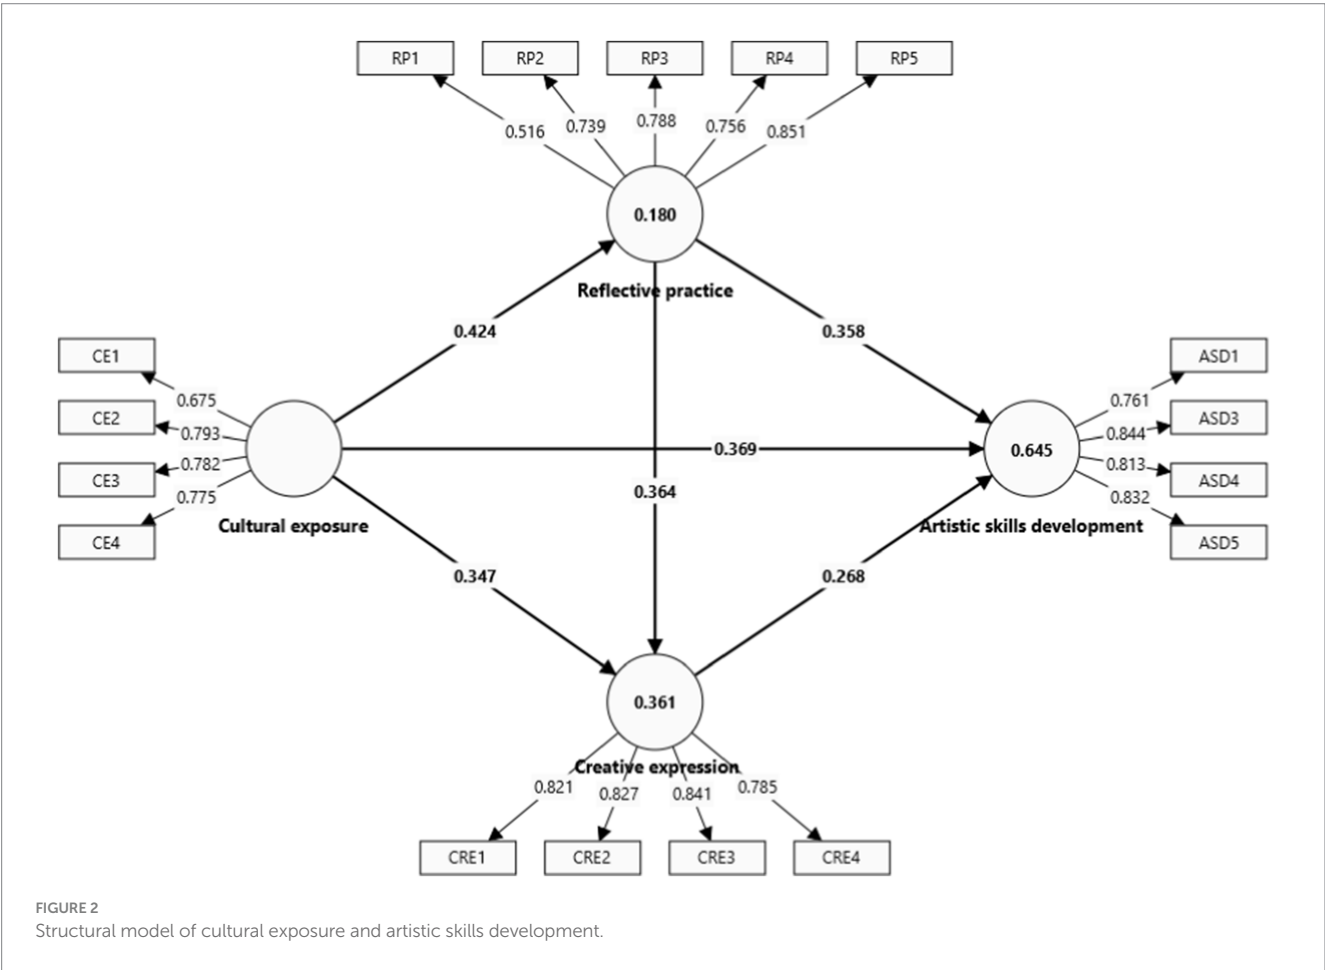 RP1 RP2 RP3 RP4 RP5
0.516 0.739 0.788 0.756 0.851
0.180
Reflective practice
0.424 0.358
CE1 ASD1
0.675 0.761
CE2 ASD3
0.793 0.844
0.369
0.645
CE3 ASD4
0.782 0.813
0.775 0.832
0.364
Cultural exposure Artistic skills development
CE4 ASD5
0.347 0.268
0.361
Creative expression
0.821 0.827 0.841 0.785
CRE1 CRE2 CRE3 CRE4
FIGURE 2
Structural model of cultural exposure and artistic skills development.